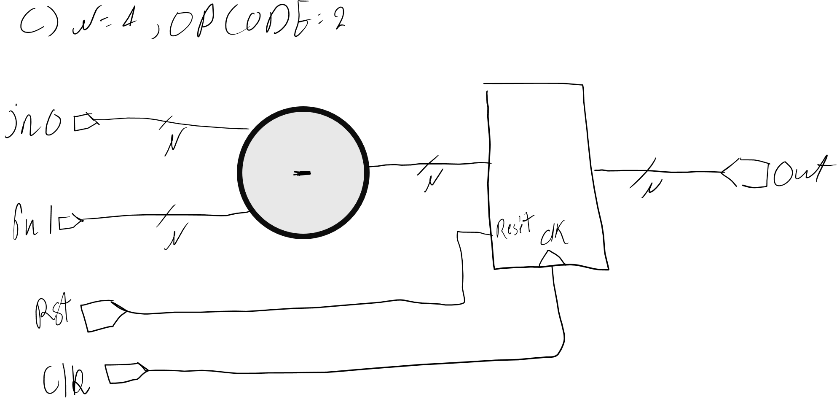 C) N=4, OPCODE=2
in0
N
-
N
N
Out
in1
N
Reset
clk
Rst
Clk